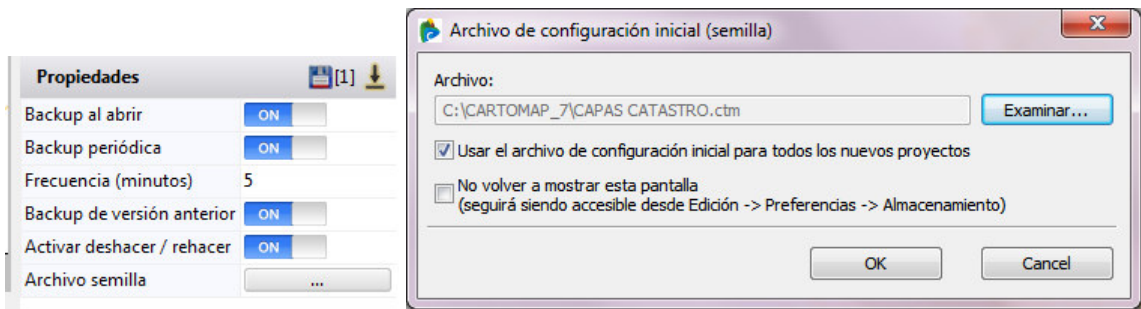 Propiedades [1]
Backup al abrir ON
Backup periódica ON
Frecuencia (minutos) 5
Backup de versión anterior ON
Activar deshacer / rehacer ON
Archivo semilla ...
Archivo de configuración inicial (semilla)
Archivo:
C:\CARTOMAP_7\CAPAS CATASTRO.ctm Examinar...
Usar el archivo de configuración inicial para todos los nuevos proyectos
No volver a mostrar esta pantalla
(seguirá siendo accesible desde Edición -> Preferencias -> Almacenamiento)
OK Cancel